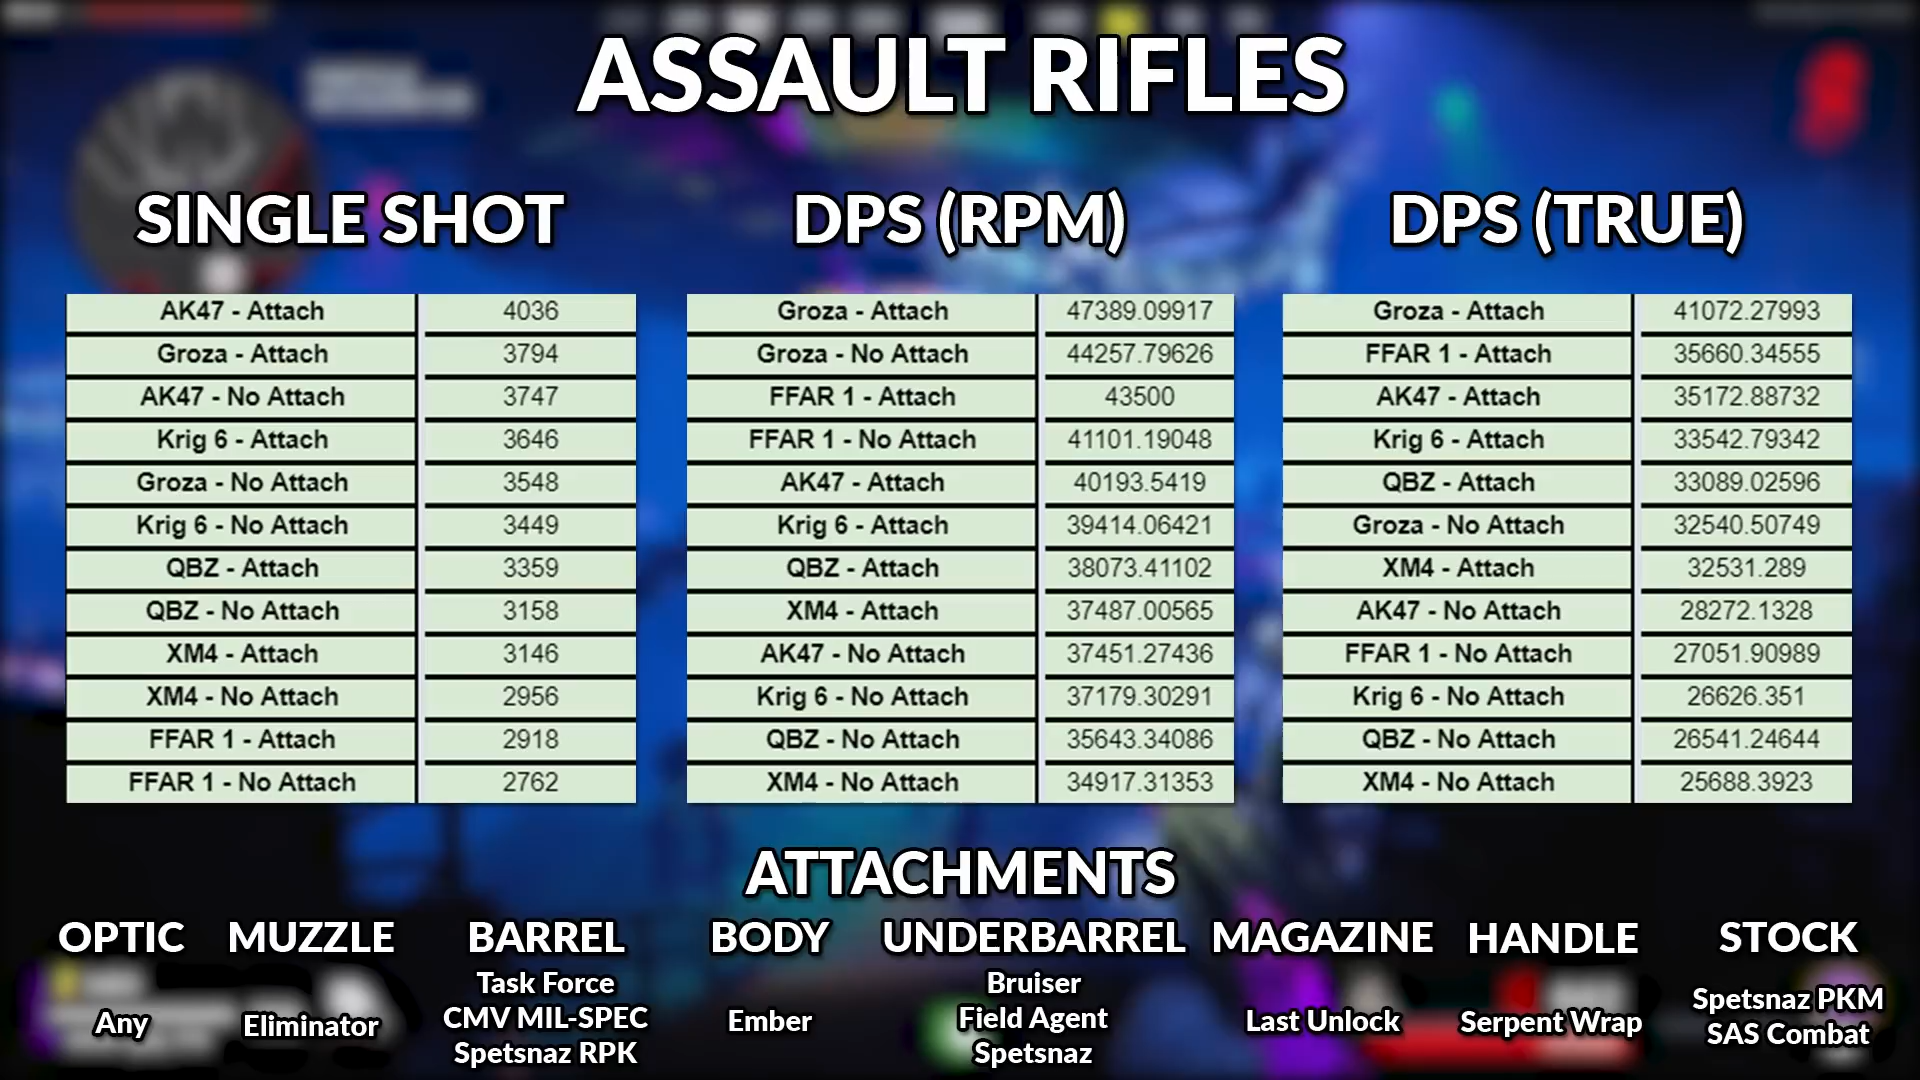 ASSAULT RIFLES
SINGLE SHOT
AK47 - Attach 4036
Groza - Attach 3794
AK47 - No Attach 3747
Krig 6 - Attach 3646
Groza - No Attach 3548
Krig 6 - No Attach 3449
QBZ - Attach 3359
QBZ - No Attach 3158
XM4 - Attach 3146
XM4 - No Attach 2956
FFAR 1 - Attach 2918
FFAR 1 - No Attach 2762
DPS (RPM)
Groza - Attach 47389.09917
Groza - No Attach 44257.79626
FFAR 1 - Attach 43500
FFAR 1 - No Attach 41101.19048
AK47 - Attach 40193.5419
Krig 6 - Attach 39414.06421
QBZ - Attach 38073.41102
XM4 - Attach 37487.00565
AK47 - No Attach 37451.27436
Krig 6 - No Attach 37179.30291
QBZ - No Attach 35643.34086
XM4 - No Attach 34917.31353
DPS (TRUE)
Groza - Attach 41072.27993
FFAR 1 - Attach 35660.34555
AK47 - Attach 35172.88732
Krig 6 - Attach 33542.79342
QBZ - Attach 33089.02596
Groza - No Attach 32540.50749
XM4 - Attach 32531.289
AK47 - No Attach 28272.1328
FFAR 1 - No Attach 27051.90989
Krig 6 - No Attach 26626.351
QBZ - No Attach 26541.24644
XM4 - No Attach 25688.3923
ATTACHMENTS
OPTIC
Any
MUZZLE
Eliminator
BARREL
Task Force
CMV MIL-SPEC
Spetsnaz RPK
BODY
Ember
UNDERBARREL
Bruiser
Field Agent
Spetsnaz
MAGAZINE
Last Unlock
HANDLE
Serpent Wrap
STOCK
Spetsnaz PKM
SAS Combat